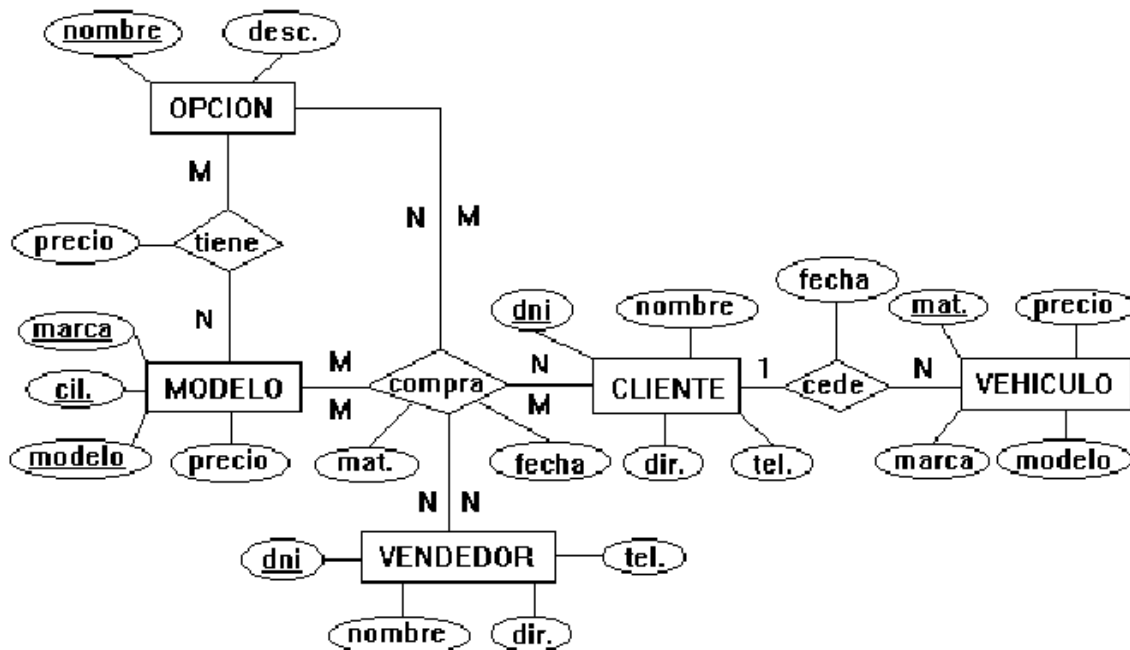 nombre desc.
OPCION
M
N M
precio tiene
fecha
N
dni nombre mat. precio
marca
M N 1 N
cil. MODELO compra CLIENTE cede VEHICULO
M M
modelo precio mat. fecha dir. tel. marca modelo
N N
dni VENDEDOR tel.
nombre dir.